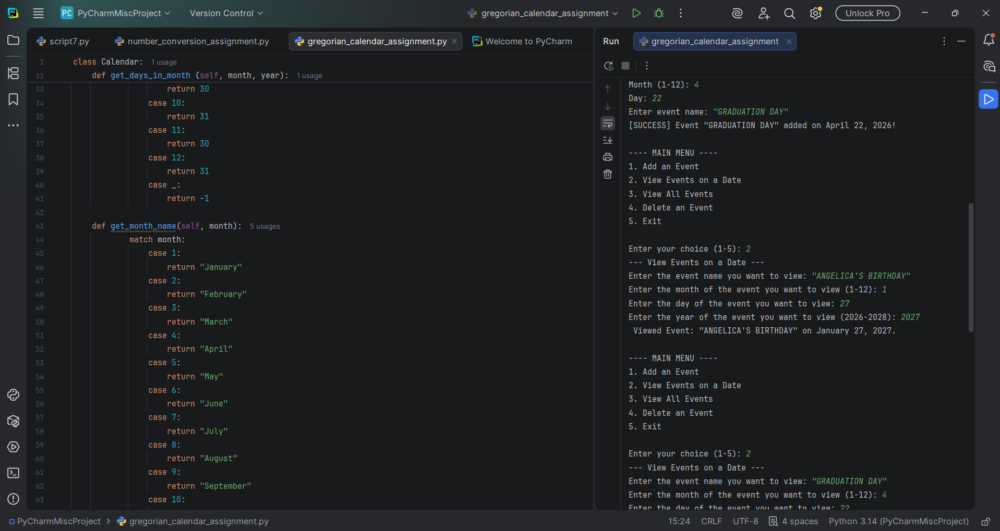 PC PyCharmMiscProject Version Control gregorian_calendar_assignment Unlock Pro
script7.py number_conversion_assignment.py gregorian_calendar_assignment.py Welcome to PyCharm
1 class Calendar: 1 usage
11 def get_days_in_month (self, month, year): 1 usage
33 return 30
34 case 10:
35 return 31
36 case 11:
37 return 30
38 case 12:
39 return 31
40 case _:
41 return -1
42
43 def get_month_name(self, month): 5 usages
44 match month:
45 case 1:
46 return "January"
47 case 2:
48 return "February"
49 case 3:
50 return "March"
51 case 4:
52 return "April"
53 case 5:
54 return "May"
55 case 6:
56 return "June"
57 case 7:
58 return "July"
59 case 8:
60 return "August"
61 case 9:
62 return "September"
63 case 10:
Run gregorian_calendar_assignment
Month (1-12): 4
Day: 22
Enter event name: "GRADUATION DAY"
[SUCCESS] Event "GRADUATION DAY" added on April 22, 2026!
---- MAIN MENU ----
1. Add an Event
2. View Events on a Date
3. View All Events
4. Delete an Event
5. Exit
Enter your choice (1-5): 2
--- View Events on a Date ---
Enter the event name you want to view: "ANGELICA'S BIRTHDAY"
Enter the month of the event you want to view (1-12): 1
Enter the day of the event you want to view: 27
Enter the year of the event you want to view (2026-2028): 2027
Viewed Event: "ANGELICA'S BIRTHDAY" on January 27, 2027.
---- MAIN MENU ----
1. Add an Event
2. View Events on a Date
3. View All Events
4. Delete an Event
5. Exit
Enter your choice (1-5): 2
--- View Events on a Date ---
Enter the event name you want to view: "GRADUATION DAY"
Enter the month of the event you want to view (1-12): 4
Enter the day of the event you want to view: 22
PyCharmMiscProject > gregorian_calendar_assignment.py
15:24 CRLF UTF-8 4 spaces Python 3.14 (PyCharmMiscProject)